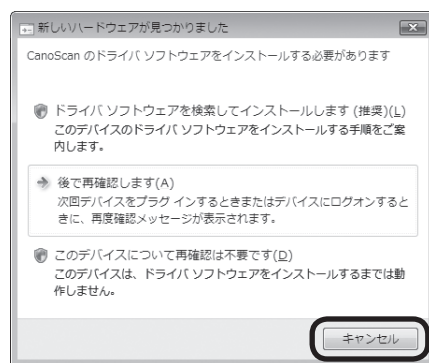 新しいハードウェアが見つかりました
CanoScan のドライバ ソフトウェアをインストールする必要があります
ドライバ ソフトウェアを検索してインストールします (推奨)(L)
このデバイスのドライバ ソフトウェアをインストールする手順をご案
内します。
後で再確認します(A)
次回デバイスをプラグ インするときまたはデバイスにログオンすると
きに、再度確認メッセージが表示されます。
このデバイスについて再確認は不要です(D)
このデバイスは、ドライバ ソフトウェアをインストールするまでは動
作しません。
キャンセル